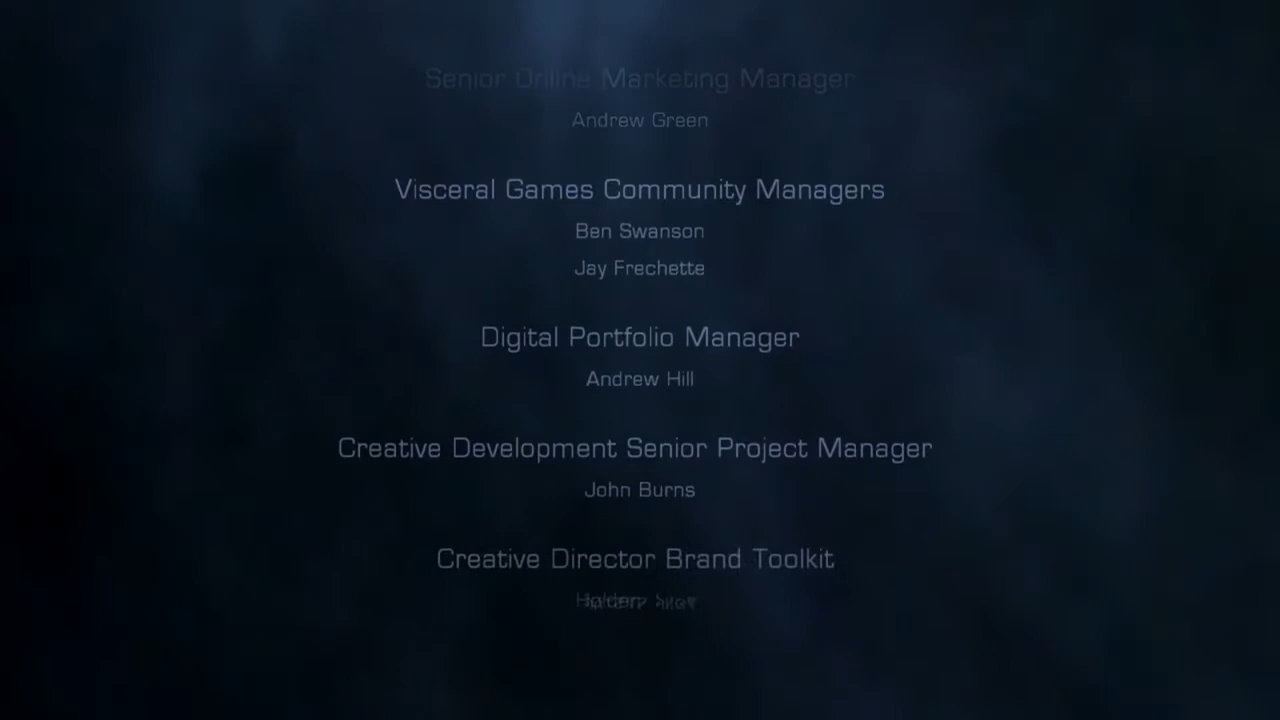 Senior Online Marketing Manager
Andrew Green
Visceral Games Community Managers
Ben Swanson
Jay Frechette
Digital Portfolio Manager
Andrew Hill
Creative Development Senior Project Manager
John Burns
Creative Director Brand Toolkit